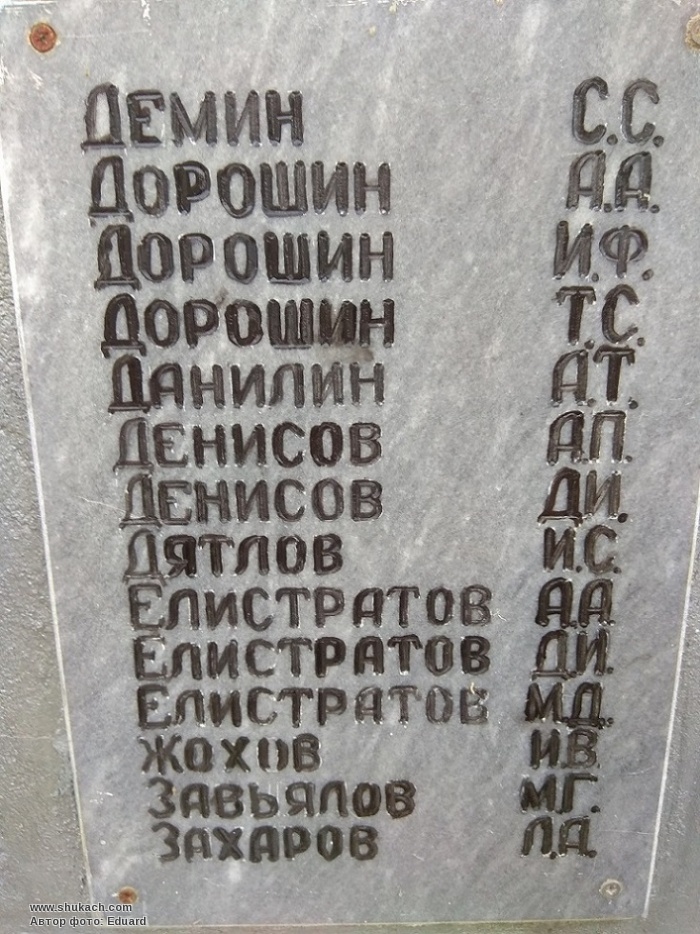 ДЕМИН С.С.
ДОРОШИН А.А.
ДОРОШИН И.Ф.
ДОРОШИН Т.С.
ДАНИЛИН А.Т.
ДЕНИСОВ А.П.
ДЕНИСОВ Д.И.
ДЯТЛОВ И.С.
ЕЛИСТРАТОВ А.А.
ЕЛИСТРАТОВ Д.И.
ЕЛИСТРАТОВ М.Д.
ЖОХОВ И.В.
ЗАВЬЯЛОВ М.Г.
ЗАХАРОВ Л.Д.
www.shukach.com
Автор фото: Eduard